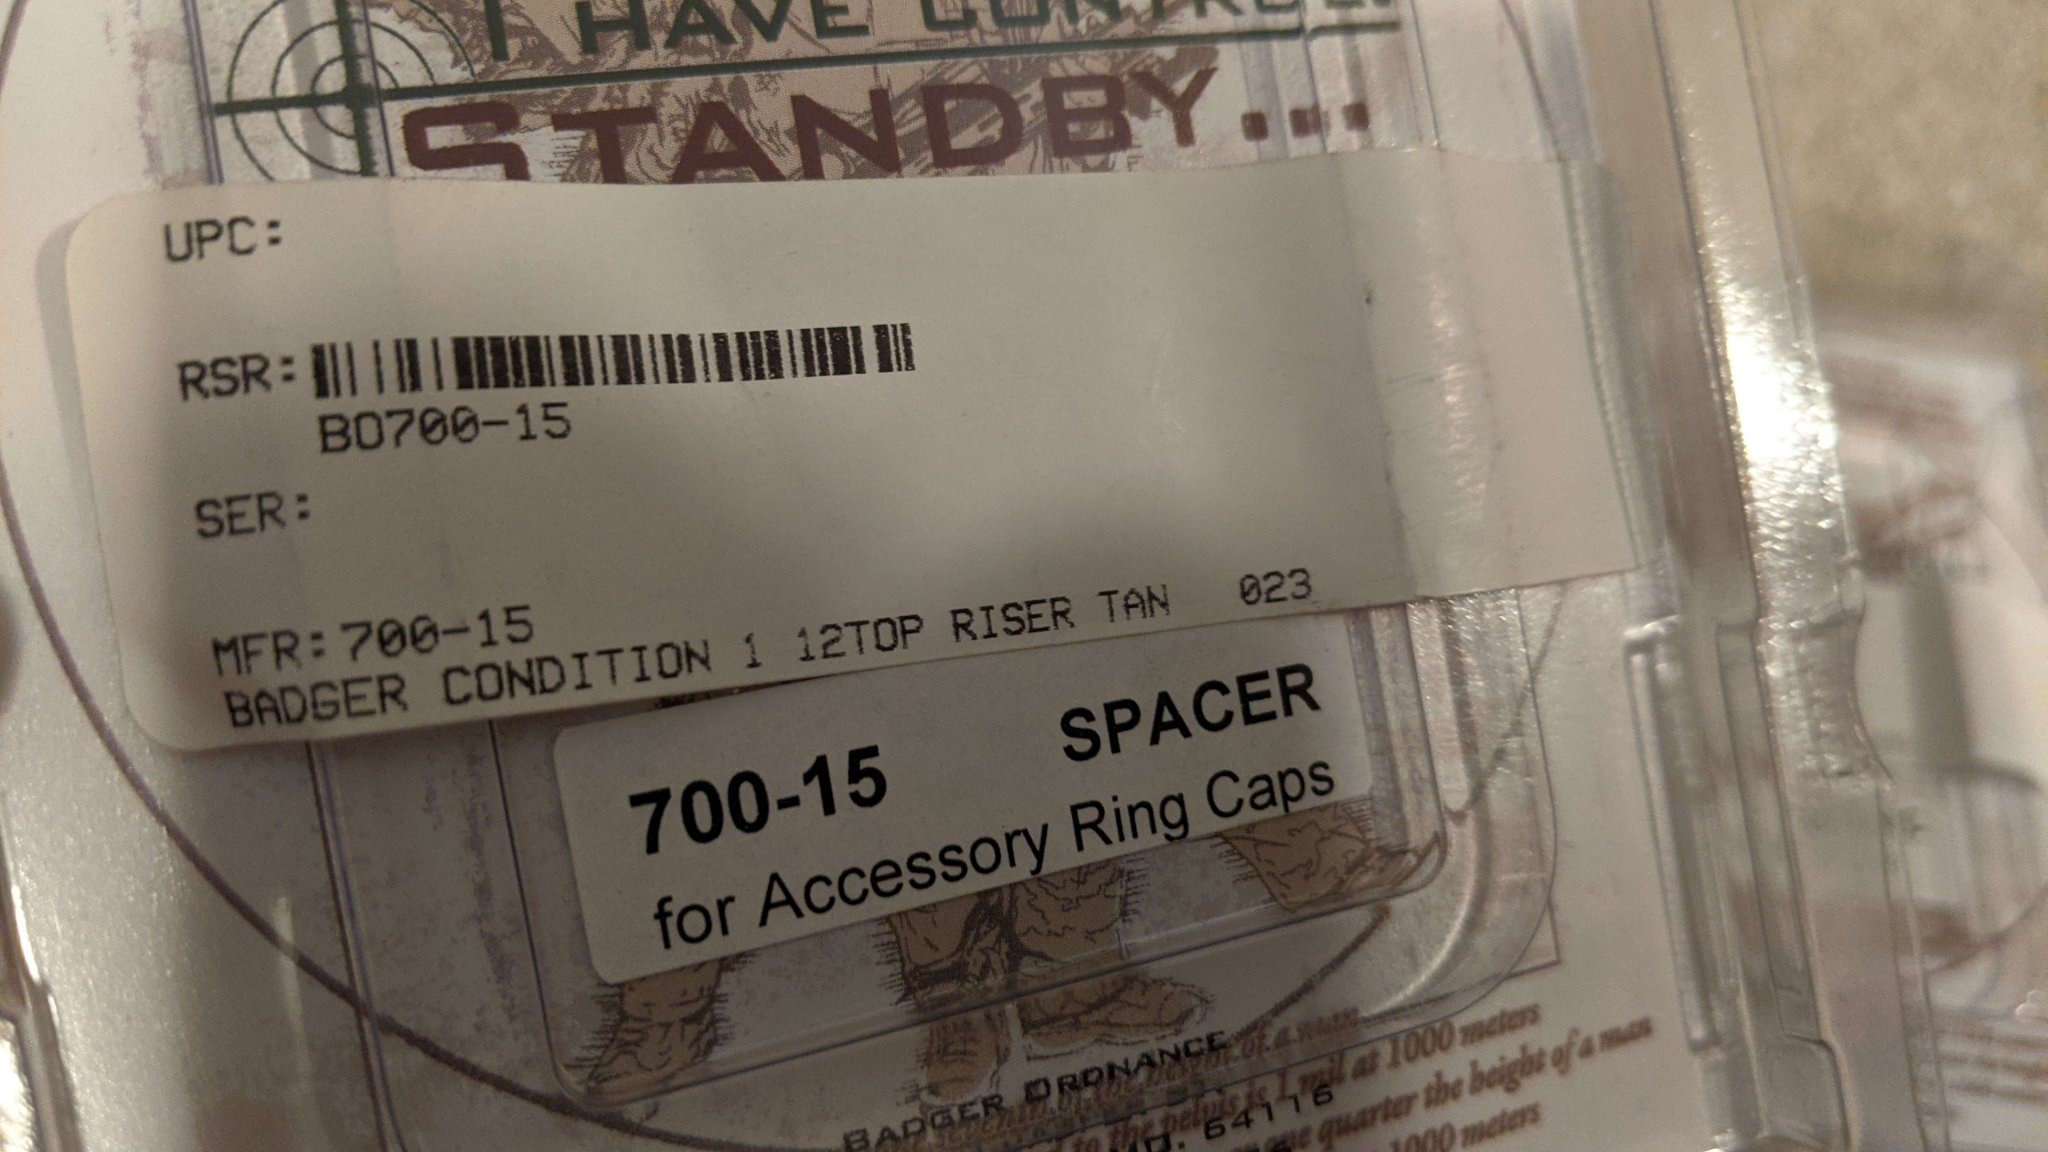 I HAVE CONTROL.
STANDBY...
UPC:
RSR:
BO700-15
SER:
MFR:700-15
BADGER CONDITION 1 12TOP RISER TAN 023
700-15 SPACER
for Accessory Ring Caps
BADGER ORDNANCE
1 mil at 1000 meters
64116
quarter the height of a man
1000 meters